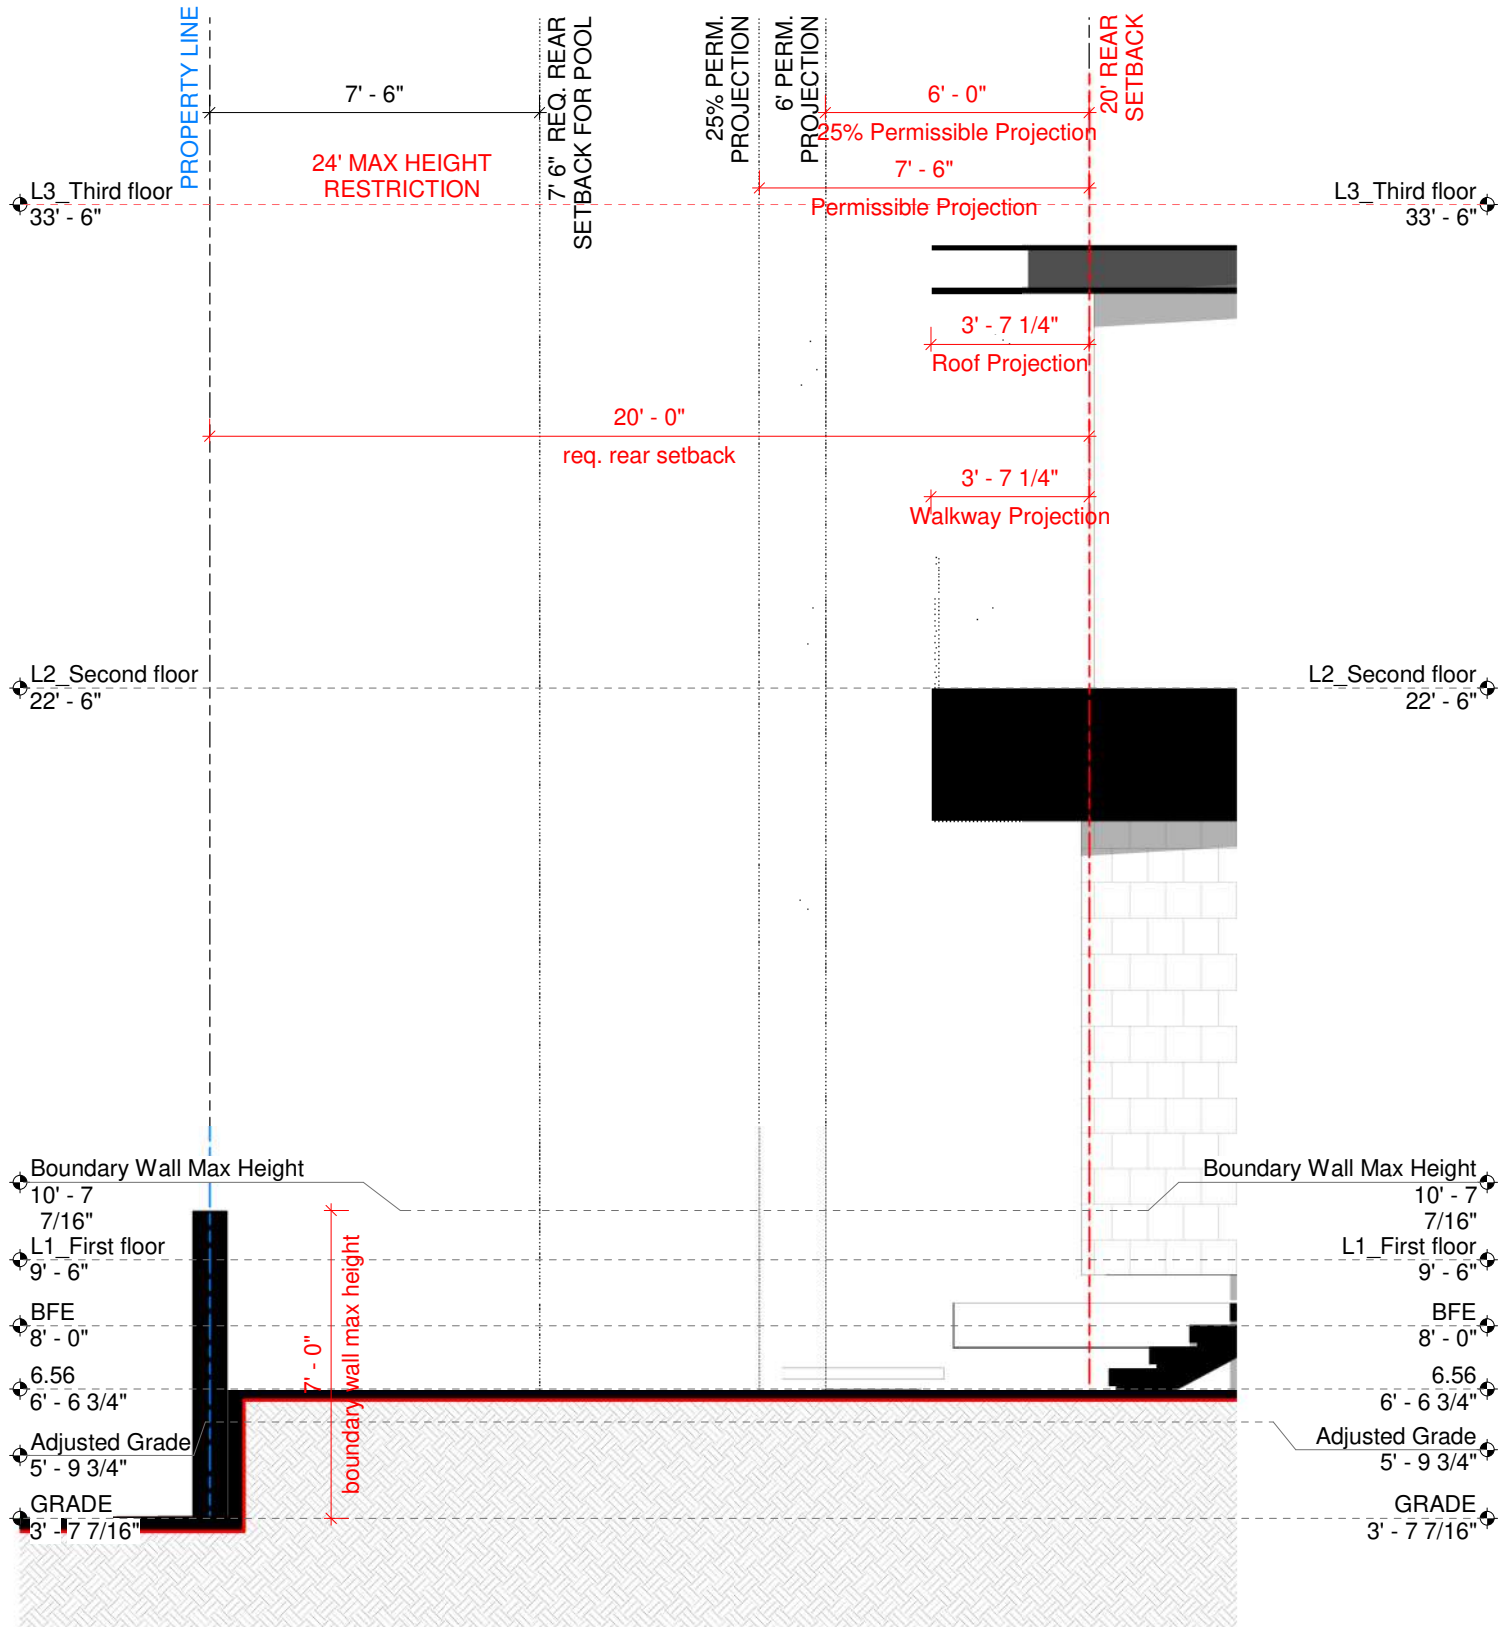 PROPERTY LINE
7' - 6"
7' 6" REQ. REAR
SETBACK FOR POOL
25% PERM.
PROJECTION
6' PERM.
PROJECTION
6' - 0"
25% Permissible Projection
20' REAR
SETBACK
24' MAX HEIGHT
RESTRICTION
7' - 6"
Permissible Projection
L3_Third floor
33' - 6"
L3_Third floor
33' - 6"
3' - 7 1/4"
Roof Projection
20' - 0"
req. rear setback
3' - 7 1/4"
Walkway Projection
L2_Second floor
22' - 6"
L2_Second floor
22' - 6"
Boundary Wall Max Height
10' - 7
7/16"
Boundary Wall Max Height
10' - 7
7/16"
L1_First floor
9' - 6"
L1_First floor
9' - 6"
7' - 0"
boundary wall max height
BFE
8' - 0"
BFE
8' - 0"
6.56
6' - 6 3/4"
6.56
6' - 6 3/4"
Adjusted Grade
5' - 9 3/4"
Adjusted Grade
5' - 9 3/4"
GRADE
3' - 7 7/16"
GRADE
3' - 7 7/16"